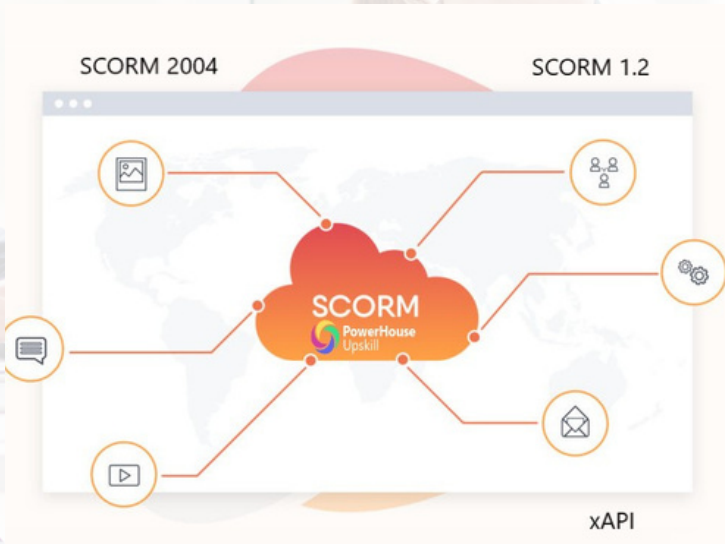 SCORM 2004
SCORM 1.2
SCORM
PowerHouse
Upskill
xAPI